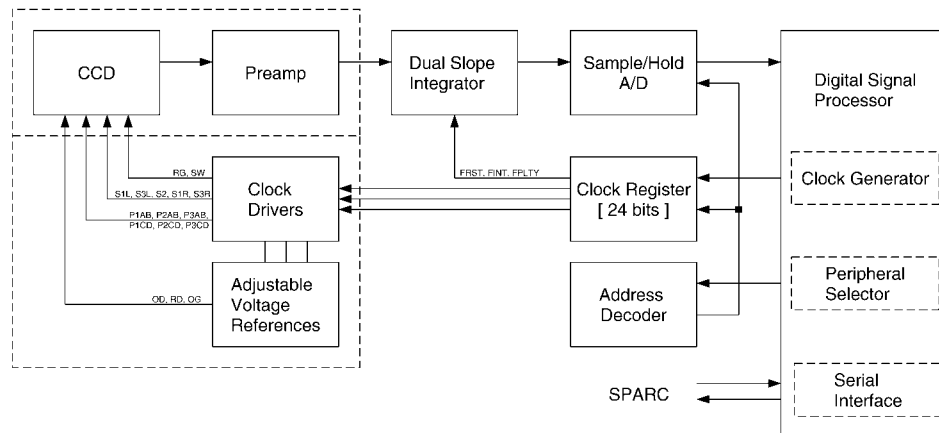 CCD
Preamp
Dual Slope
Integrator
Sample/Hold
A/D
Digital Signal
Processor
RG, SW
S1L, S3L, S2, S1R, S3R
P1AB, P2AB, P3AB,
P1CD, P2CD, P3CD
Clock
Drivers
FRST. FINT. FPLTY
Clock Register
[ 24 bits ]
Clock Generator
OD, RD, OG
Adjustable
Voltage
References
Address
Decoder
Peripheral
Selector
SPARC
Serial
Interface